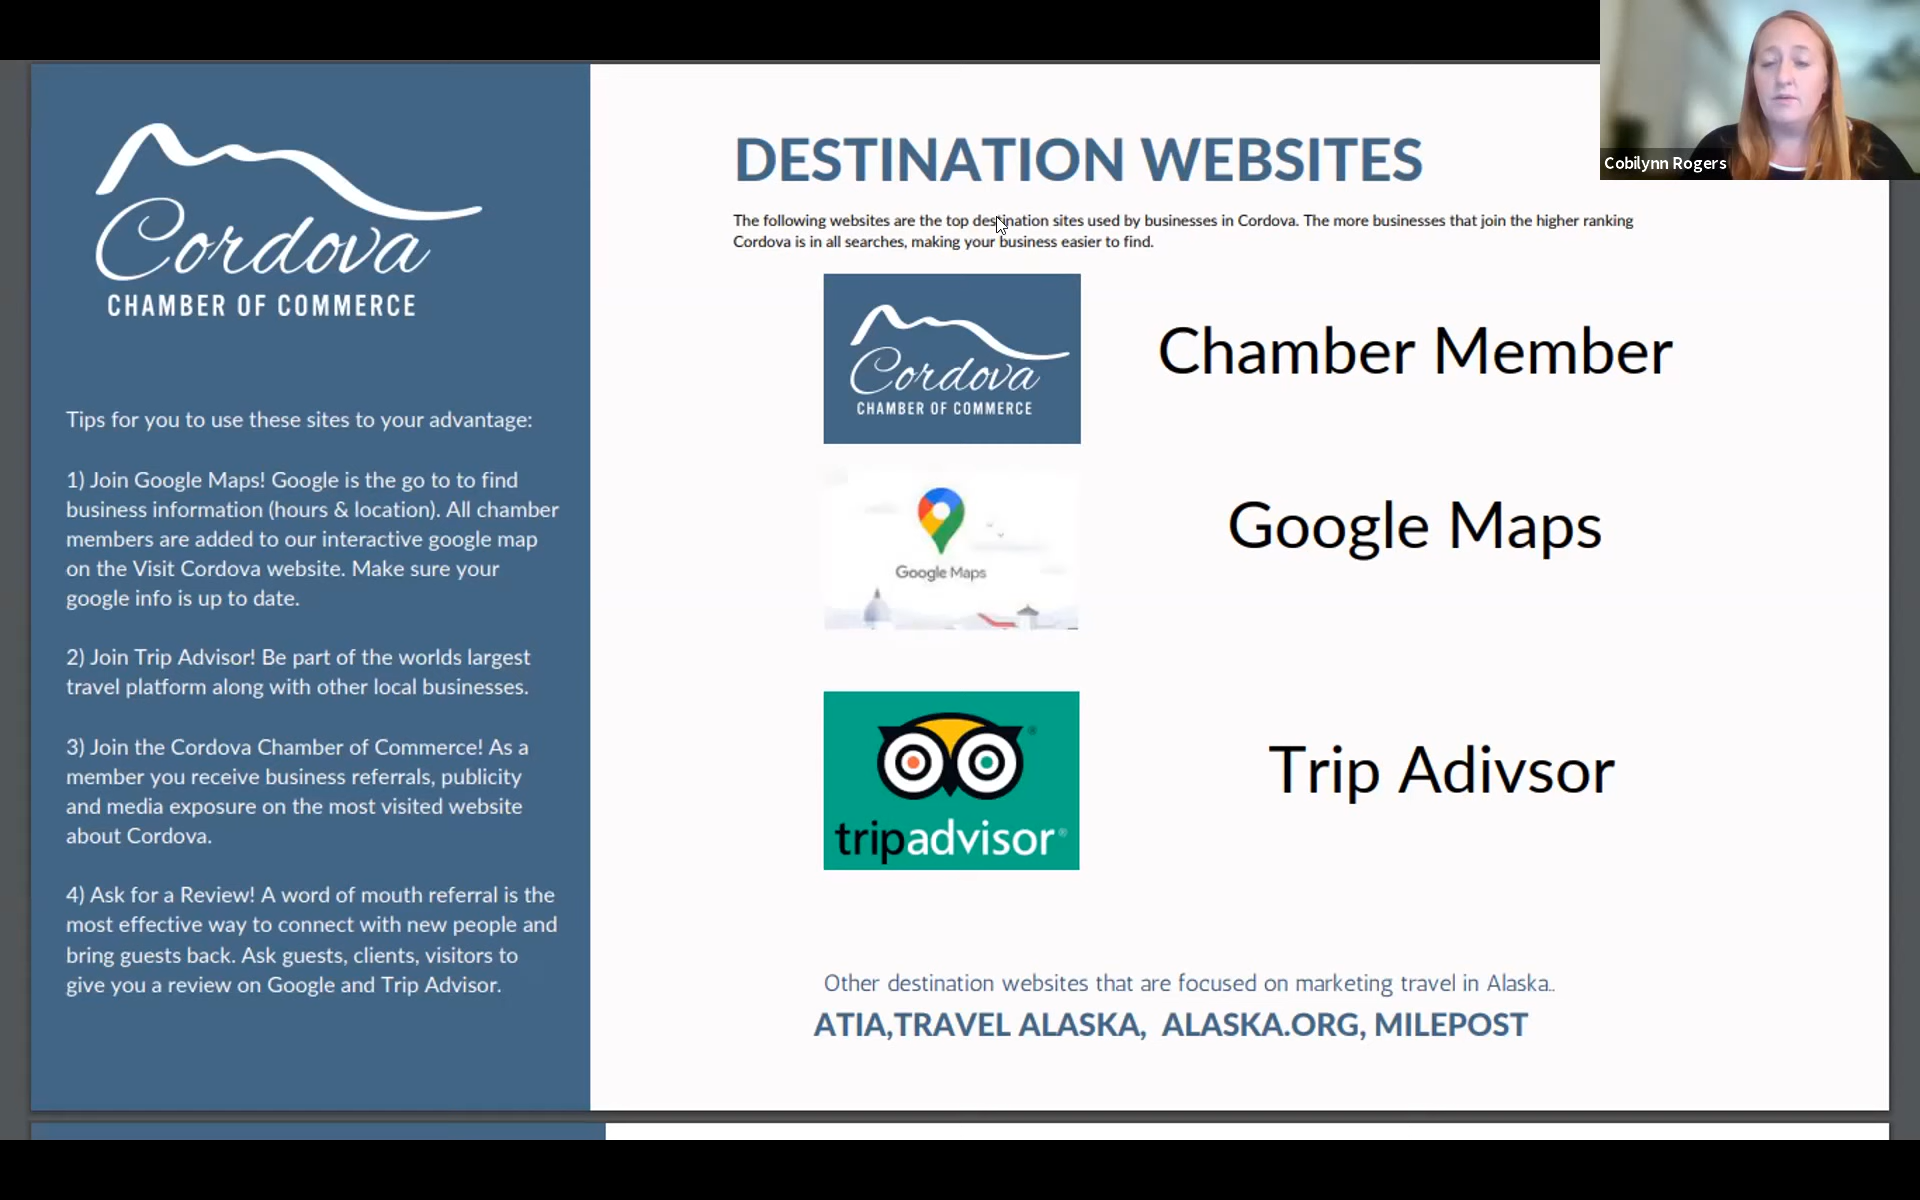 Cordova
CHAMBER OF COMMERCE
Tips for you to use these sites to your advantage:
1) Join Google Maps! Google is the go to to find
business information (hours & location). All chamber
members are added to our interactive google map
on the Visit Cordova website. Make sure your
google info is up to date.
2) Join Trip Advisor! Be part of the worlds largest
travel platform along with other local businesses.
3) Join the Cordova Chamber of Commerce! As a
member you receive business referrals, publicity
and media exposure on the most visited website
about Cordova.
4) Ask for a Review! A word of mouth referral is the
most effective way to connect with new people and
bring guests back. Ask guests, clients, visitors to
give you a review on Google and Trip Advisor.
DESTINATION WEBSITES
The following websites are the top destination sites used by businesses in Cordova. The more businesses that join the higher ranking
Cordova is in all searches, making your business easier to find.
Cordova
CHAMBER OF COMMERCE
Chamber Member
Google Maps
Google Maps
tripadvisor®
Trip Adivsor
Other destination websites that are focused on marketing travel in Alaska..
ATIA,TRAVEL ALASKA, ALASKA.ORG, MILEPOST
Cobilynn Rogers